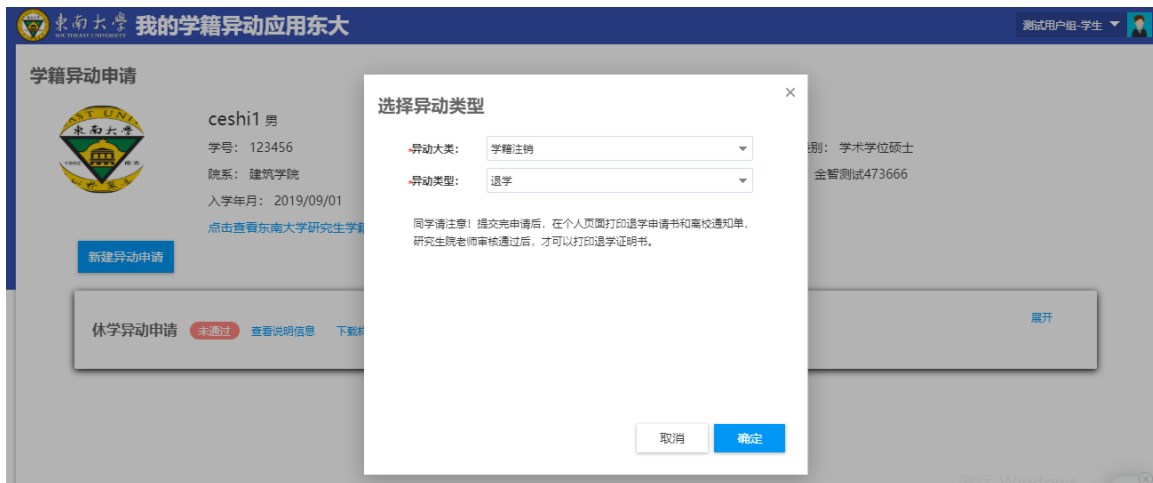 東南大學 我的学籍异动应用东大
SOUTHEAST UNIVERSITY
测试用户组-学生
学籍异动申请
ceshi1 男
学号: 123456
院系: 建筑学院
入学年月: 2019/09/01
点击查看东南大学研究生学籍
别: 学术学位硕士
金智测试473666
新建异动申请
选择异动类型
×
*异动大类: 学籍注销
*异动类型: 退学
同学请注意!提交完申请后,在个人页面打印退学申请书和离校通知单,
研究生院老师审核通过后,才可以打印退学证明书。
休学异动申请 未通过 查看说明信息 下载
展开
取消 确定
Windows